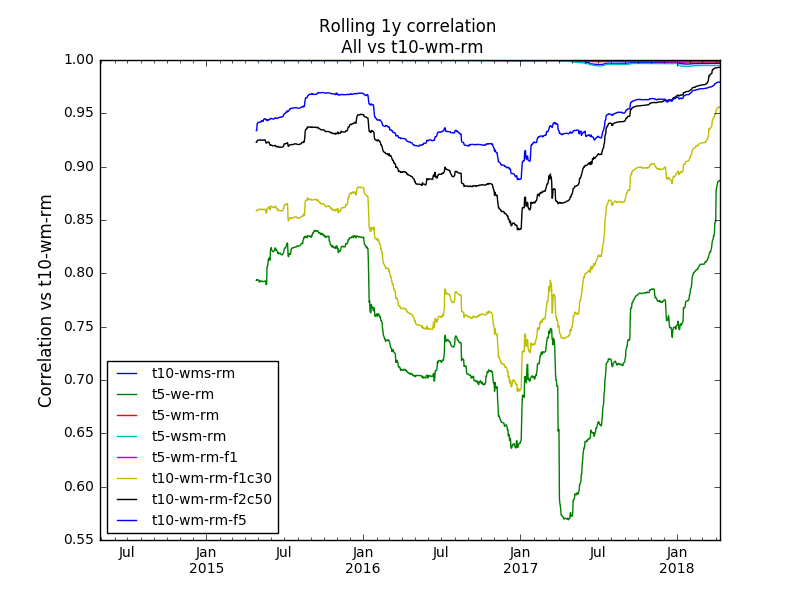 Rolling 1y correlation
All vs t10-wm-rm
Correlation vs t10-wm-rm
1.00
0.95
0.90
0.85
0.80
0.75
0.70
0.65
0.60
0.55
t10-wms-rm
t5-we-rm
t5-wm-rm
t5-wsm-rm
t5-wm-rm-f1
t10-wm-rm-f1c30
t10-wm-rm-f2c50
t10-wm-rm-f5
Jul Jan Jul Jan Jul Jan Jul Jan
2015 2016 2017 2018